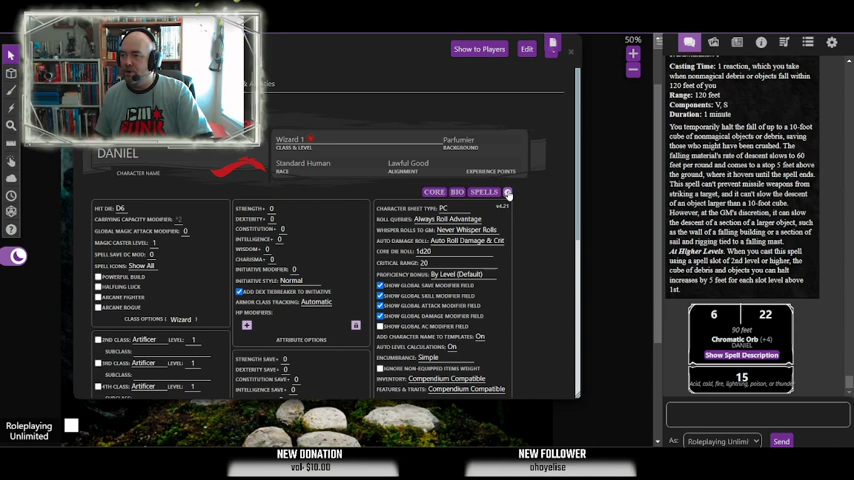 50%
Show to Players
Edit
Wizard 1
Parfumier
CLASS & LEVEL
BACKGROUND
DANIEL
Standard Human
Lawful Good
CHARACTER NAME
RACE
ALIGNMENT
EXPERIENCE POINTS
CORE
BIO
SPELLS
HIT DIE: D6
CARRYING CAPACITY MODIFIER:
GLOBAL MAGIC ATTACK MODIFIER: 0
MAGIC CASTER LEVEL: 1
SPELL SAVE DC MOD: 0
SPELL ICONS: Show All
POWERFUL BUILD
HALFLING LUCK
ARCANE FIGHTER
ARCANE ROGUE
CLASS OPTIONS ( Wizard )
2ND CLASS: Artificer LEVEL: 1
SUBCLASS:
3RD CLASS: Artificer LEVEL: 1
SUBCLASS:
4TH CLASS: Artificer LEVEL: 1
SUBCLASS:
STRENGTH+ 0
DEXTERITY+ 0
CONSTITUTION+ 0
INTELLIGENCE+ 0
WISDOM+ 0
CHARISMA+ 0
INITIATIVE MODIFIER: 0
INITIATIVE STYLE: Normal
ADD DEX TIEBREAKER TO INITIATIVE
ARMOR CLASS TRACKING: Automatic
HP MODIFIERS:
ATTRIBUTE OPTIONS
STRENGTH SAVE+ 0
DEXTERITY SAVE+ 0
CONSTITUTION SAVE+ 0
INTELLIGENCE SAVE+ 0
v4.21
CHARACTER SHEET TYPE: PC
ROLL QUERIES: Always Roll Advantage
WHISPER ROLLS TO GM: Never Whisper Rolls
AUTO DAMAGE ROLL: Auto Roll Damage & Crit
CORE DIE ROLL: 1d20
CRITICAL RANGE: 20
PROFICIENCY BONUS: By Level (Default)
SHOW GLOBAL SAVE MODIFIER FIELD
SHOW GLOBAL SKILL MODIFIER FIELD
SHOW GLOBAL ATTACK MODIFIER FIELD
SHOW GLOBAL DAMAGE MODIFIER FIELD
SHOW GLOBAL AC MODIFIER FIELD
ADD CHARACTER NAME TO TEMPLATES: On
AUTO LEVEL CALCULATIONS: On
ENCUMBRANCE: Simple
IGNORE NON-EQUIPPED ITEMS WEIGHT
INVENTORY: Compendium Compatible
FEATURES & TRAITS: Compendium Compatible
Casting Time: 1 reaction, which you take
when nonmagical debris or objects fall within
120 feet of you
Range: 120 feet
Components: V, S
Duration: 1 minute
You temporarily halt the fall of up to a 10-foot
cube of nonmagical objects or debris, saving
those who might have been crushed. The
falling material's rate of descent slows to 60
feet per round and comes to a stop 5 feet above
the ground, where it hovers until the spell ends.
This spell can't prevent missile weapons from
striking a target, and it can't slow the descent
of an object larger than a 10-foot cube.
However, at the GM's discretion, it can slow the
descent of a section of a larger object, such as
the wall of a falling building or a section of
sail and rigging tied to a falling mast.
At Higher Levels. When you cast this spell
using a spell slot of 2nd level or higher, the
cube of debris and objects you can halt
increases by 5 feet for each slot level above
1st.
6
22
90 feet
Chromatic Orb (+4)
DANIEL
Show Spell Description
15
Acid, cold, fire, lightning, poison, or thunder
As:
Roleplaying Unlimi
Send
Roleplaying
Unlimited
NEW DONATION
vol- $10.00
NEW FOLLOWER
ahoyelise